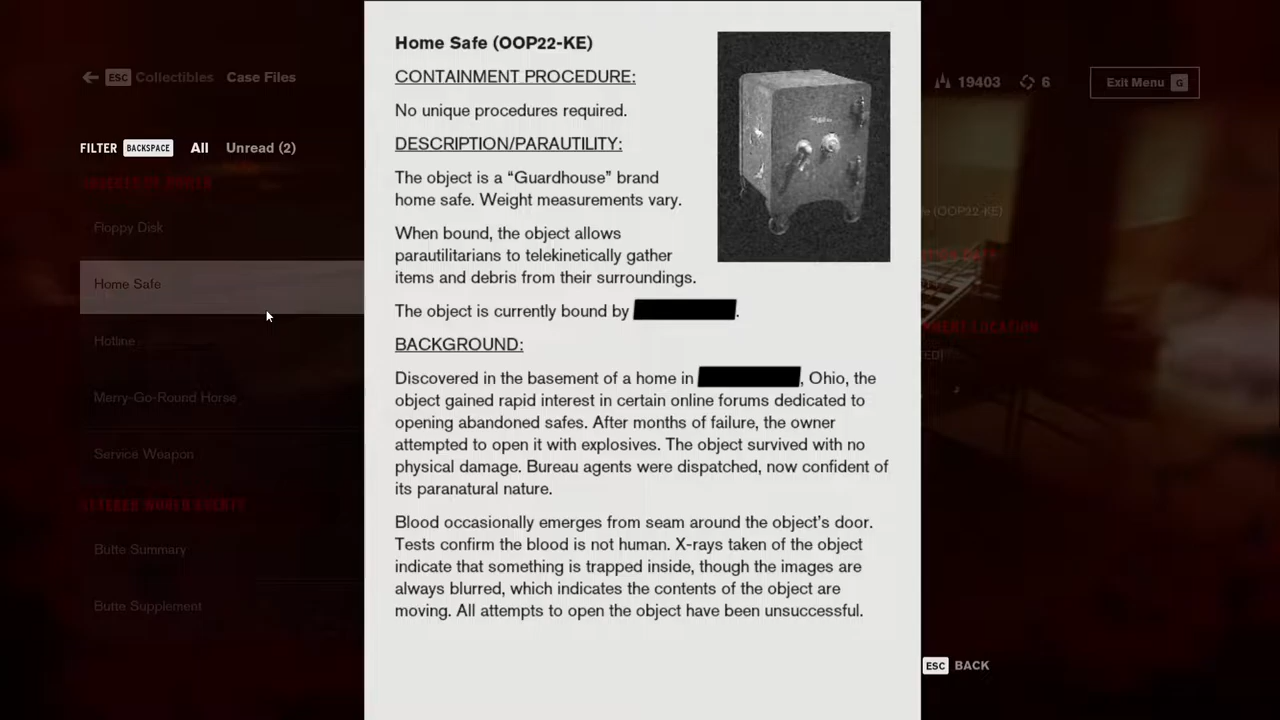 Home Safe (OOP22-KE)
CONTAINMENT PROCEDURE:
No unique procedures required.
DESCRIPTION/PARAUTILITY:
The object is a “Guardhouse” brand
home safe. Weight measurements vary.
When bound, the object allows
parautilitarians to telekinetically gather
items and debris from their surroundings.
The object is currently bound by .
BACKGROUND:
Discovered in the basement of a home in , Ohio, the
object gained rapid interest in certain online forums dedicated to
opening abandoned safes. After months of failure, the owner
attempted to open it with explosives. The object survived with no
physical damage. Bureau agents were dispatched, now confident of
its paranatural nature.
Blood occasionally emerges from seam around the object’s door.
Tests confirm the blood is not human. X-rays taken of the object
indicate that something is trapped inside, though the images are
always blurred, which indicates the contents of the object are
moving. All attempts to open the object have been unsuccessful.
ESC Collectibles Case Files
FILTER BACKSPACE All Unread (2)
OBJECTS OF POWER
Floppy Disk
Home Safe
Hotline
Merry-Go-Round Horse
Service Weapon
ALTERED WORLD EVENTS
Butte Summary
Butte Supplement
19403 6 Exit Menu G
(OOP22-KE)
LOCATION
ESC BACK